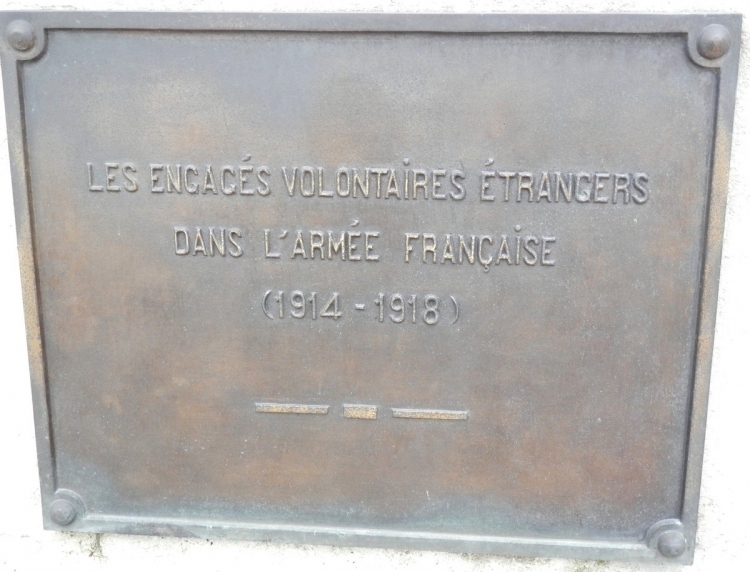 LES ENGAGÉS VOLONTAIRES ÉTRANGERS
DANS L'ARMÉE FRANÇAISE
(1914 - 1918)